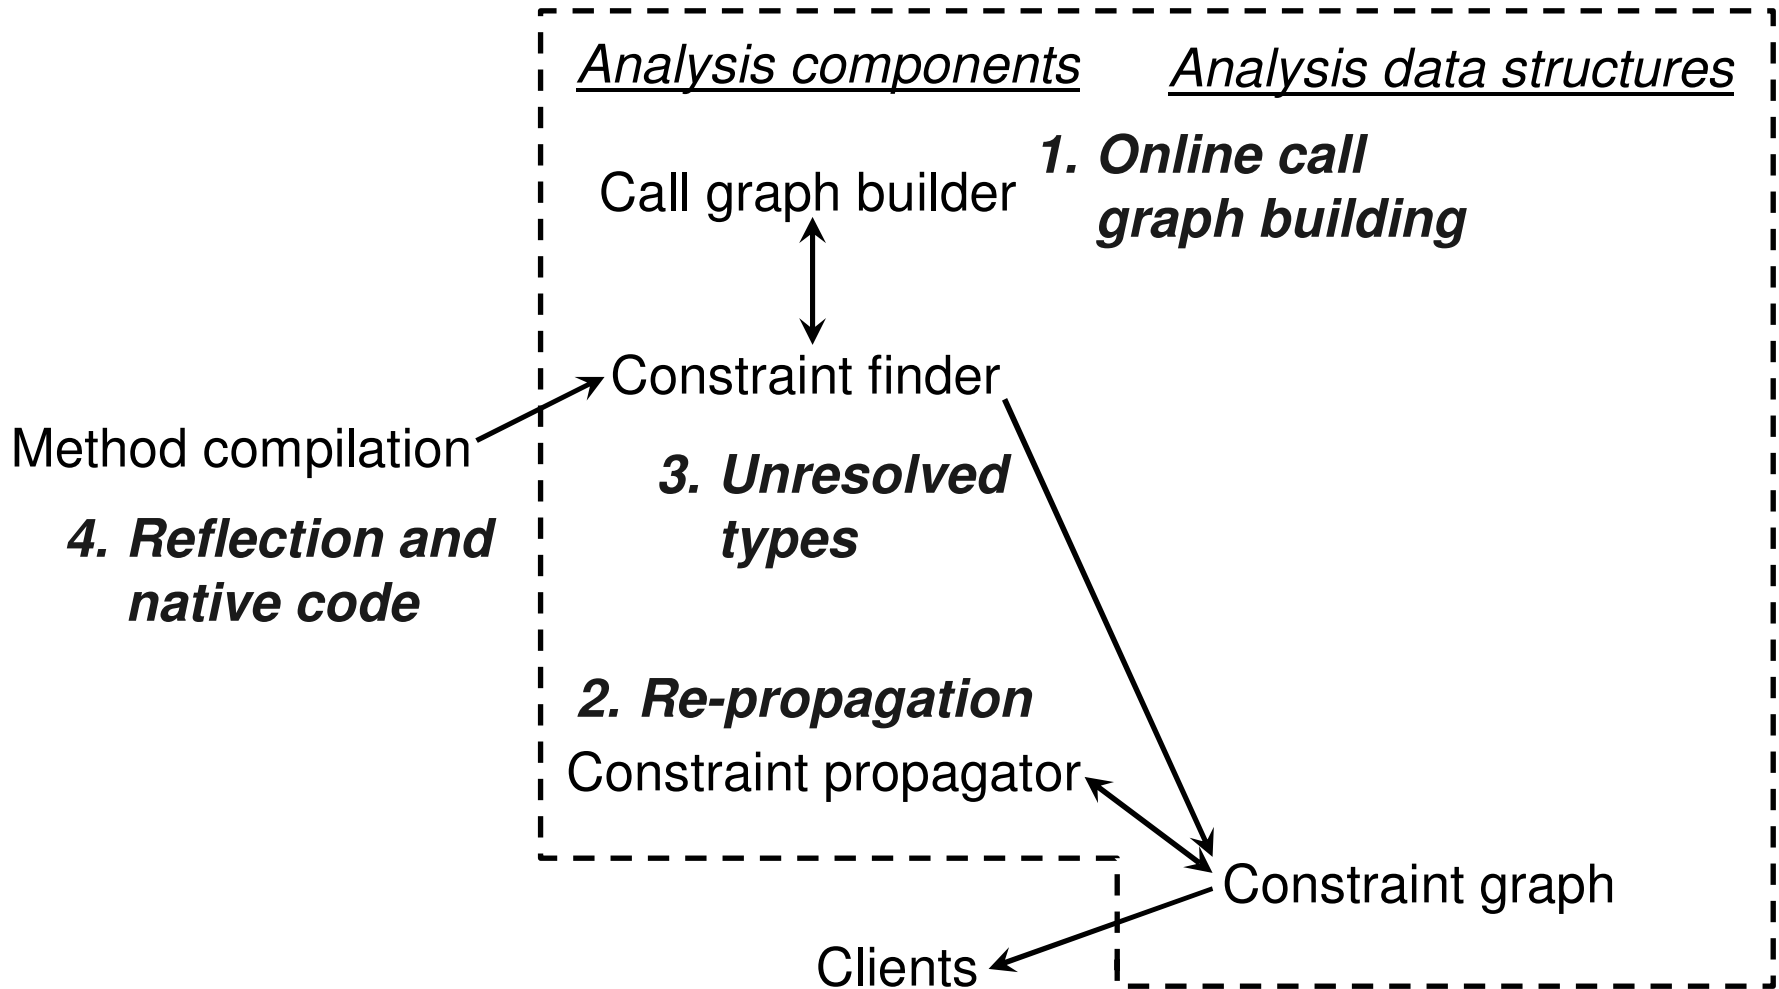 Analysis components
Analysis data structures
1. Online call
graph building
Call graph builder
Constraint finder
Method compilation
3. Unresolved
types
4. Reflection and
native code
2. Re-propagation
Constraint propagator
Constraint graph
Clients